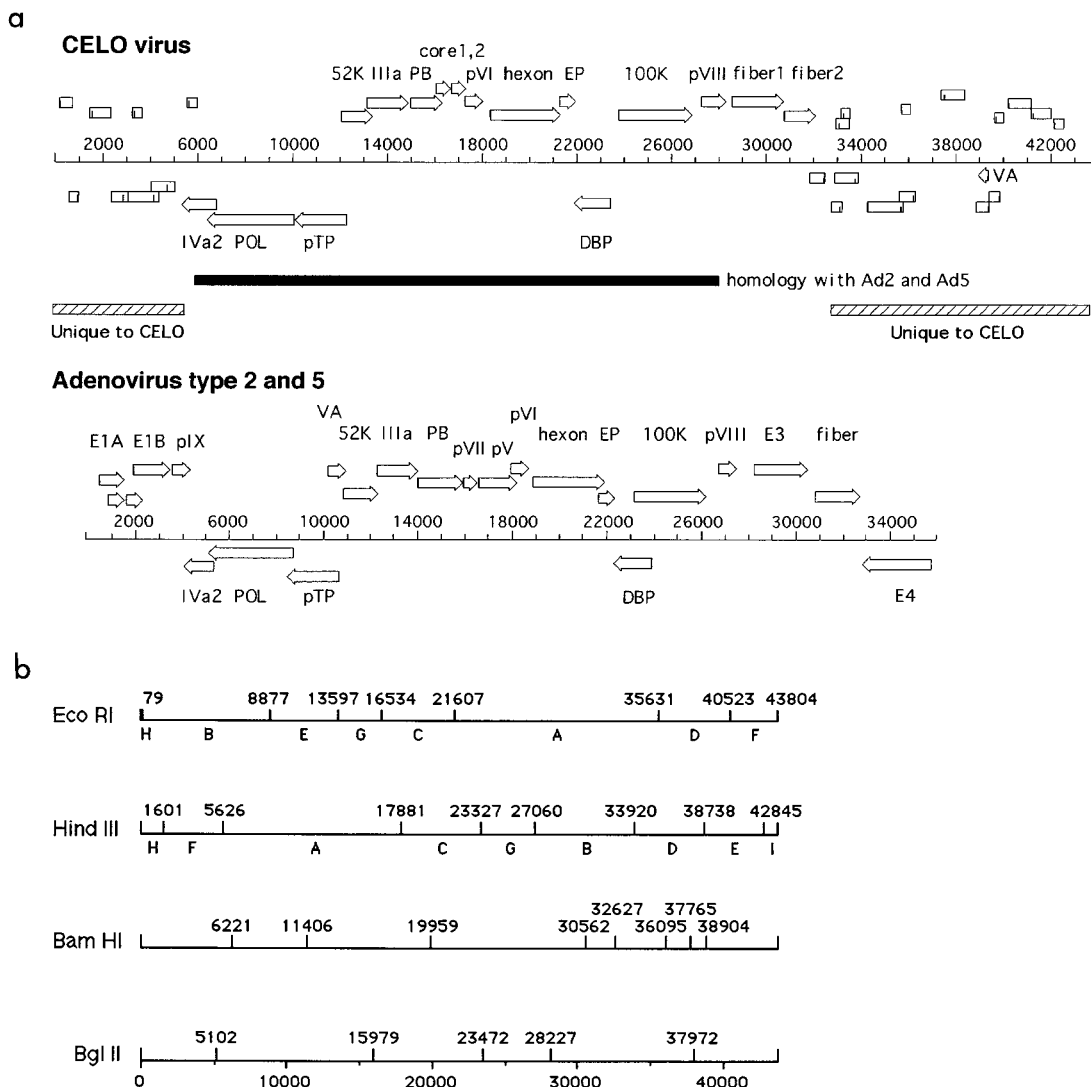 a
CELO virus
core1,2
52K IIIa PB pVI hexon EP 100K pVIII fiber1 fiber2
2000 6000 10000 14000 18000 22000 26000 30000 34000 38000 42000
VA
IVa2 POL pTP DBP
homology with Ad2 and Ad5
Unique to CELO Unique to CELO
Adenovirus type 2 and 5
VA pVI
E1A E1B pIX 52K IIIa PB pVII pV hexon EP 100K pVIII E3 fiber
2000 6000 10000 14000 18000 22000 26000 30000 34000
IVa2 POL pTP DBP E4
b
79 8877 13597 16534 21607 35631 40523 43804
Eco RI
H B E G C A D F
1601 5626 17881 23327 27060 33920 38738 42845
Hind III
H F A C G B D E I
32627 37765
6221 11406 19959 30562 36095 38904
Bam HI
5102 15979 23472 28227 37972
Bgl II
0 10000 20000 30000 40000